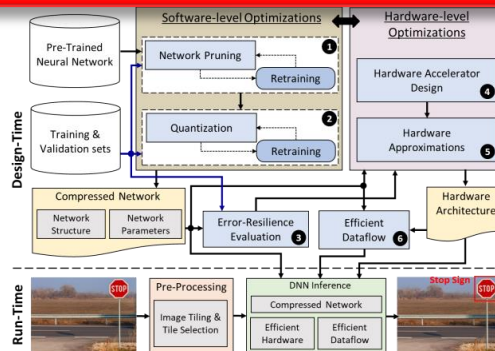 Software-level Optimizations
Hardware-level
Optimizations
Design-Time
Pre-Trained
Neural Network
Network Pruning
1
Retraining
Hardware Accelerator
Design
4
Training &
Validation sets
Quantization
2
Retraining
Hardware
Approximations
5
Compressed Network
Network
Structure
Network
Parameters
Error-Resilience
Evaluation
3
Efficient
Dataflow
6
Hardware
Architecture
Run-Time
STOP
Pre-Processing
Image Tiling &
Tile Selection
DNN Inference
Compressed Network
Efficient
Hardware
Efficient
Dataflow
Stop Sign
STOP